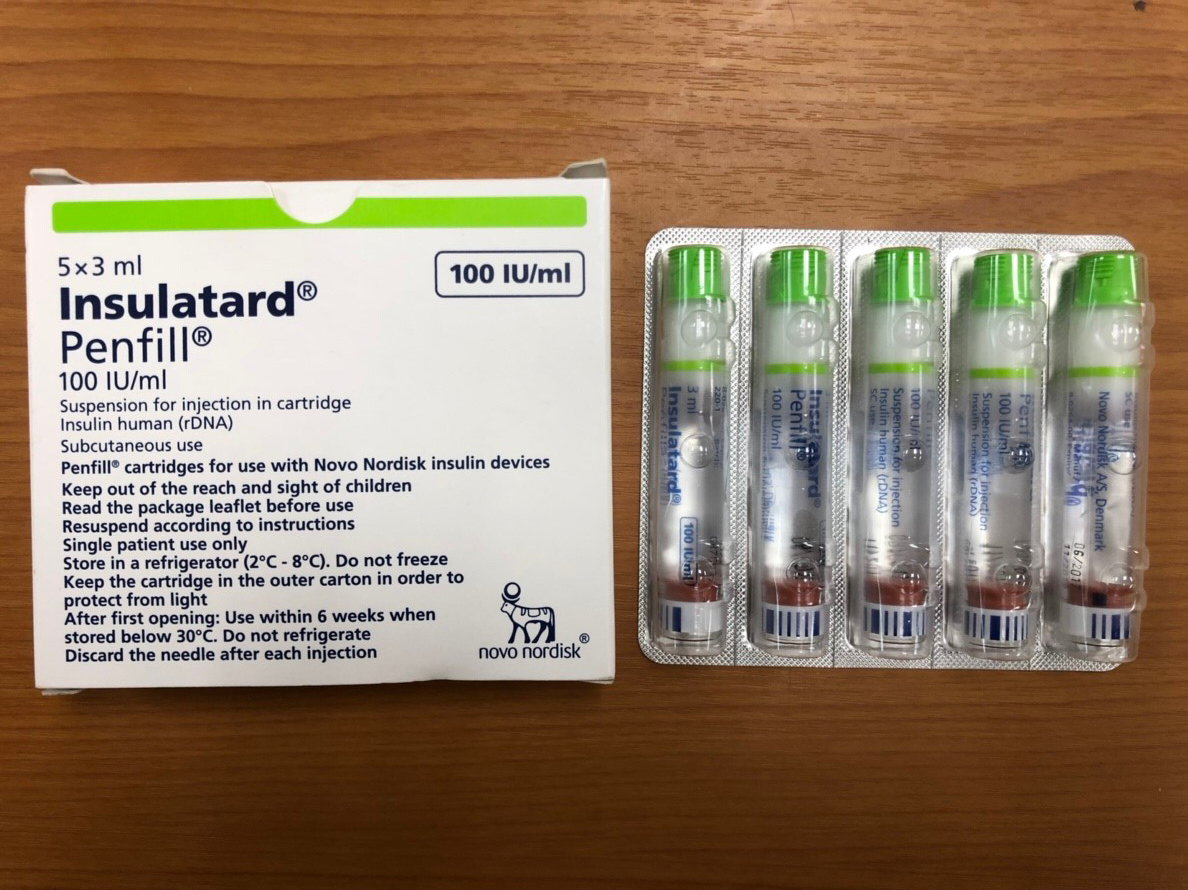 5×3 ml
100 IU/ml
Insulatard®
Penfill®
100 IU/ml
Suspension for injection in cartridge
Insulin human (rDNA)
Subcutaneous use
Penfill® cartridges for use with Novo Nordisk insulin devices
Keep out of the reach and sight of children
Read the package leaflet before use
Resuspend according to instructions
Single patient use only
Store in a refrigerator (2°C - 8°C). Do not freeze
Keep the cartridge in the outer carton in order to
protect from light
After first opening: Use within 6 weeks when
stored below 30°C. Do not refrigerate
Discard the needle after each injection
novo nordisk®
3 ml
Insulatard®
100 IU/ml
Insulatard®
Penfill
100 IU/ml
100 IU/ml
Suspension for injection
Insulin human (rDNA)
SC use
Penfill
100 IU/ml
Suspension for injection
Insulin human (rDNA)
Novo Nordisk A/S, Denmark